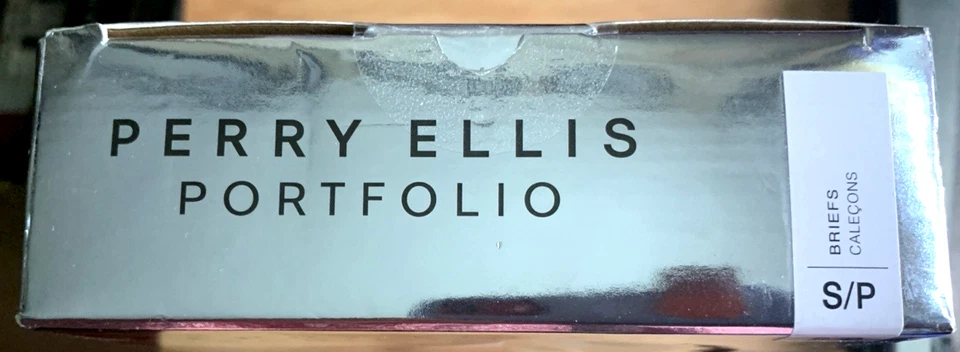 PERRY ELLIS
PORTFOLIO
BRIEFS
CALEÇONS
S/P